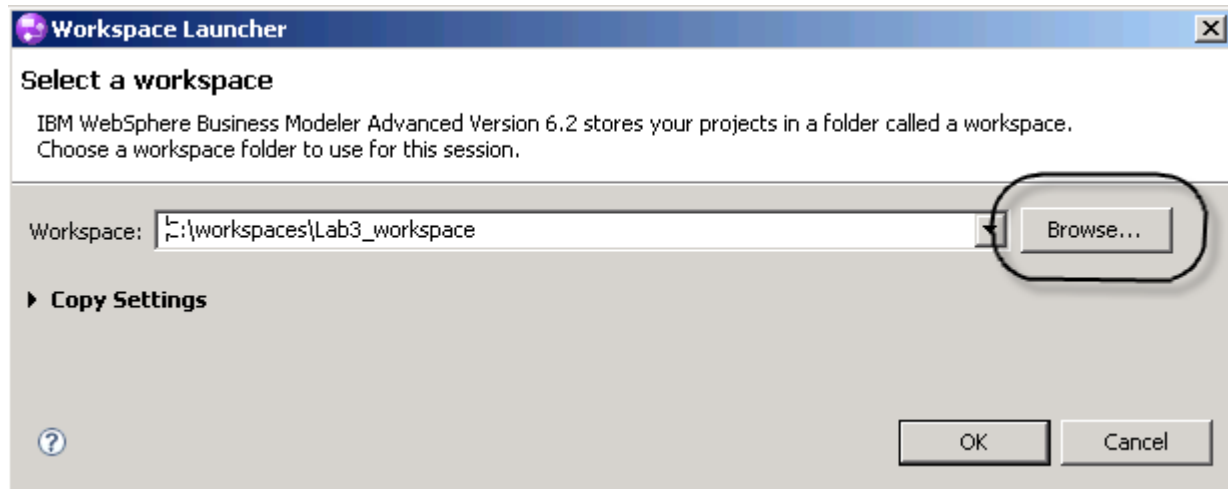 Workspace Launcher
Select a workspace
IBM WebSphere Business Modeler Advanced Version 6.2 stores your projects in a folder called a workspace.
Choose a workspace folder to use for this session.
Workspace: C:\workspaces\Lab3_workspace Browse...
Copy Settings
? OK Cancel